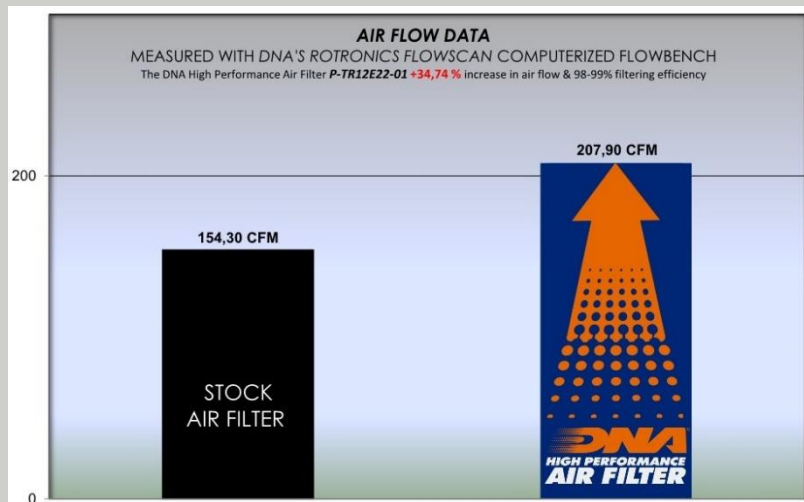 AIR FLOW DATA
MEASURED WITH DNA'S ROTRONICS FLOWSCAN COMPUTERIZED FLOWBENCH
The DNA High Performance Air Filter P-TR12E22-01 +34,74 % increase in air flow & 98-99% filtering efficiency
207,90 CFM
200
154,30 CFM
STOCK
AIR FILTER
DNA
HIGH PERFORMANCE
AIR FILTER
0